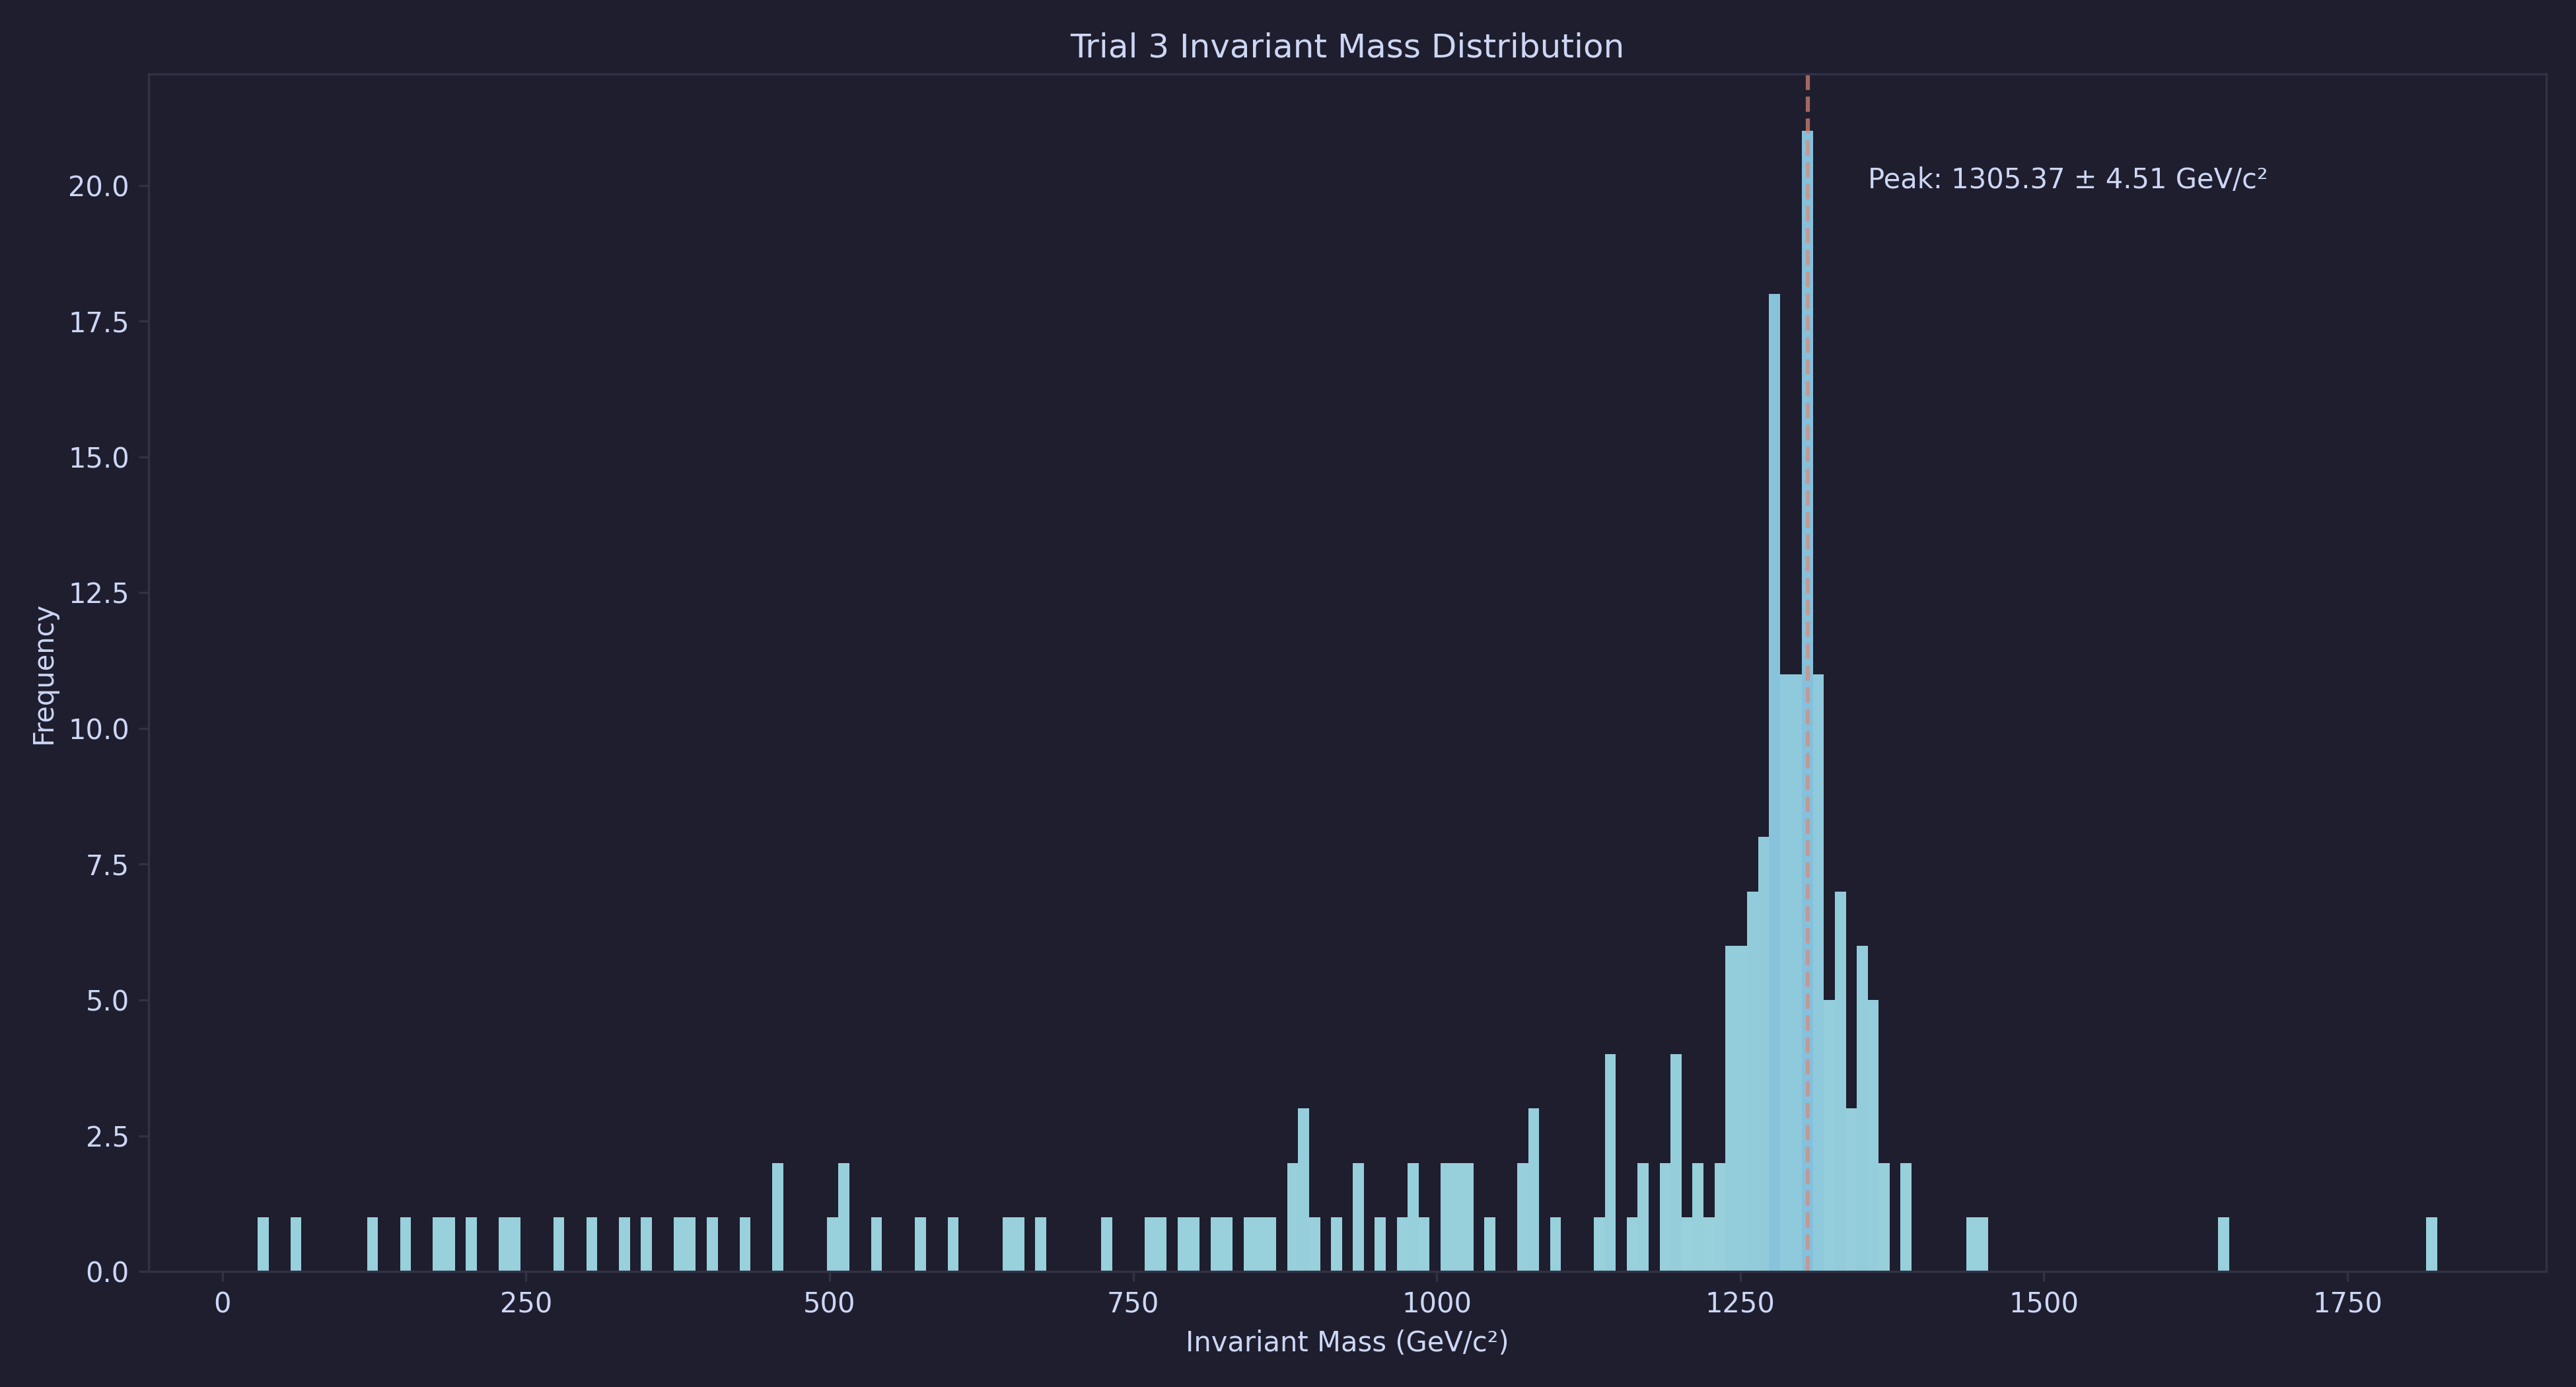 Trial 3 Invariant Mass Distribution
Peak: 1305.37 ± 4.51 GeV/c²
Frequency
20.0
17.5
15.0
12.5
10.0
7.5
5.0
2.5
0.0
0 250 500 750 1000 1250 1500 1750
Invariant Mass (GeV/c²)